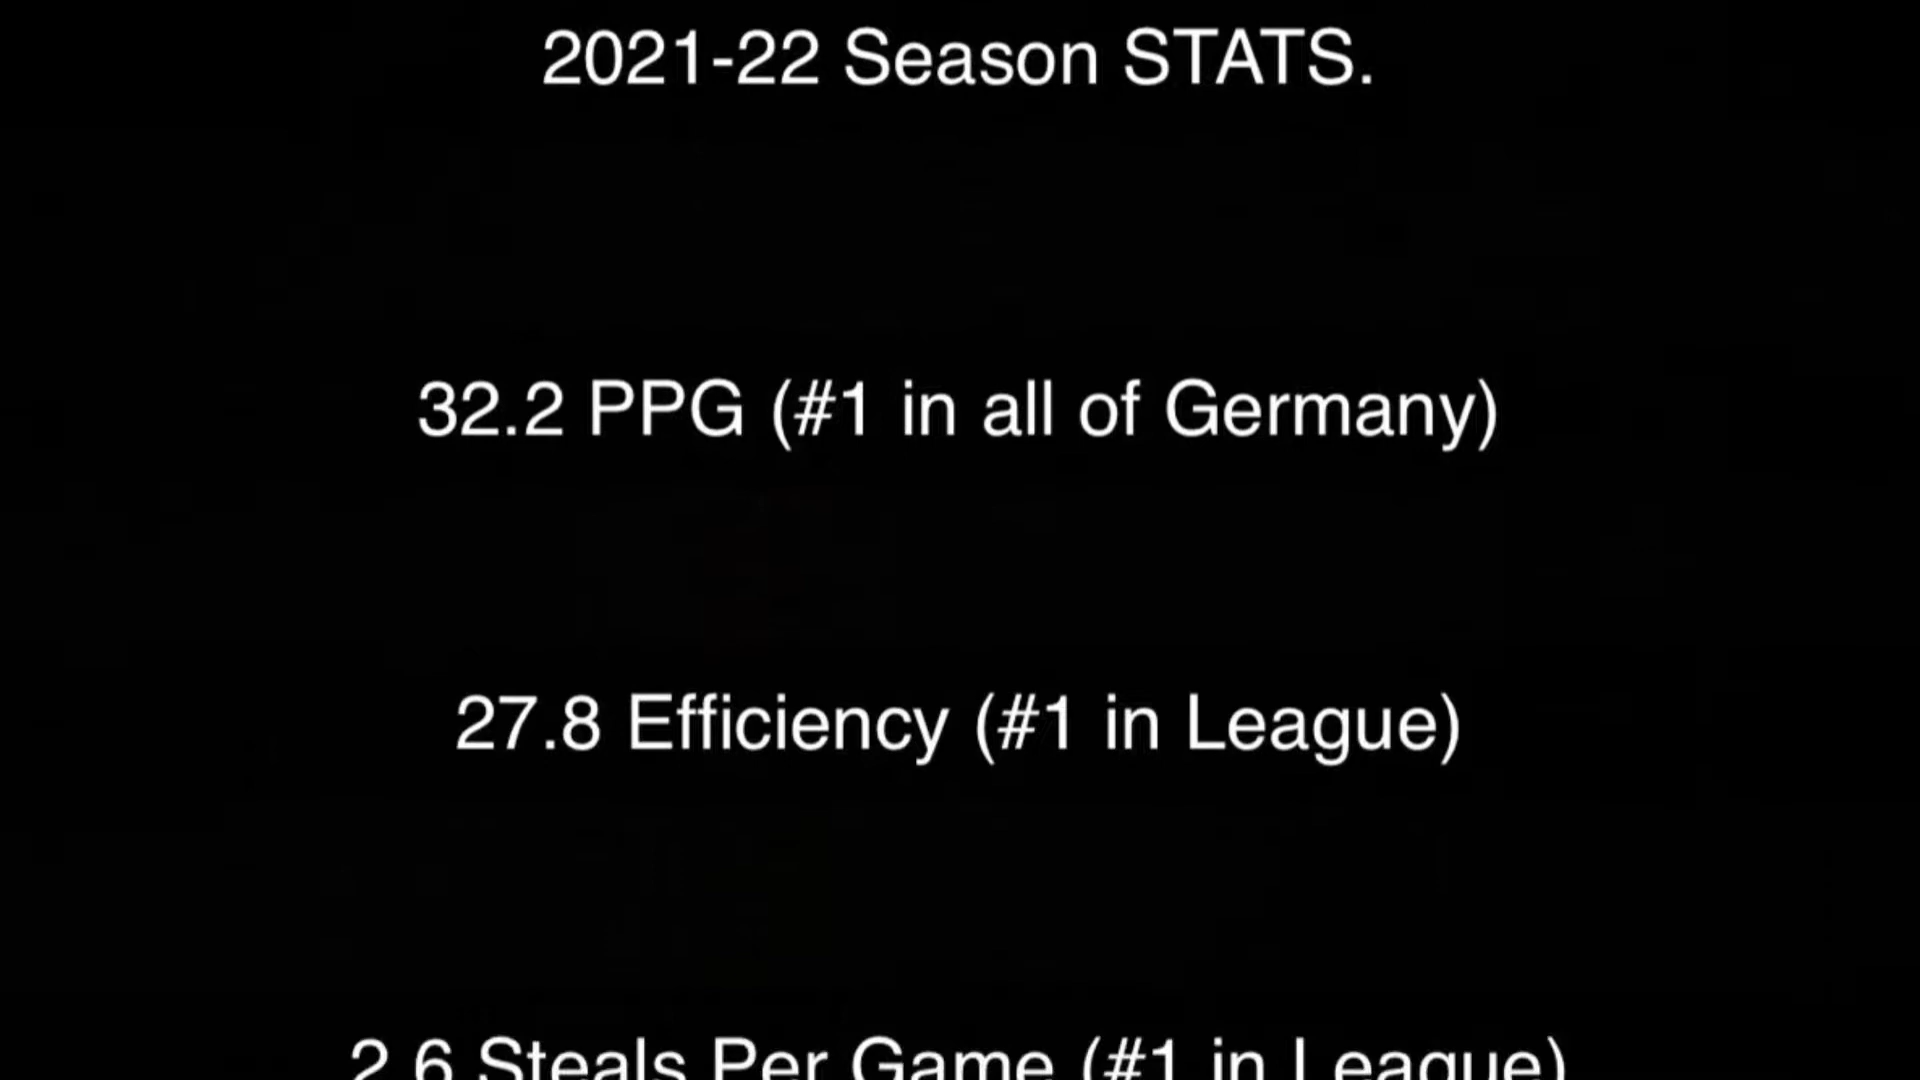 2021-22 Season STATS.
32.2 PPG (#1 in all of Germany)
27.8 Efficiency (#1 in League)
2.6 Steals Per Game (#1 in League)